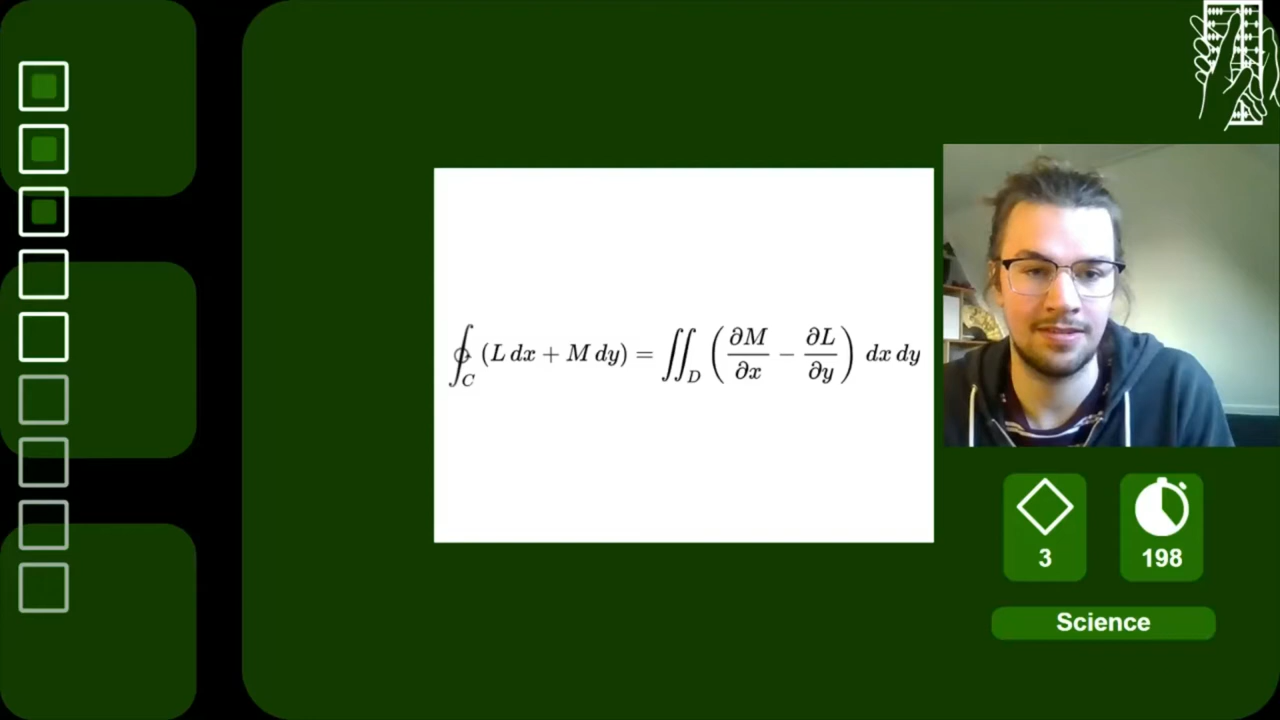 ∮_C (L dx + M dy) = ∬_D (∂M/∂x − ∂L/∂y) dx dy
3
198
Science